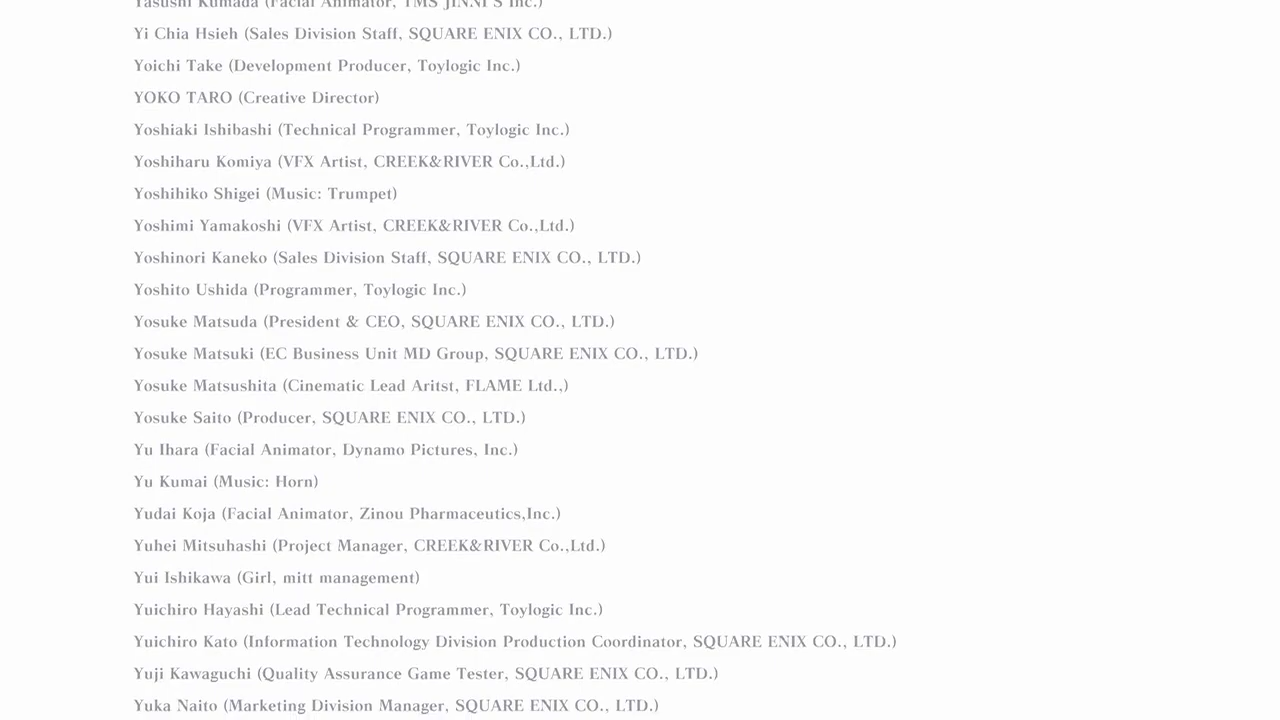 Yasushi Kumada (Facial Animator, TMS JINNI'S Inc.)
Yi Chia Hsieh (Sales Division Staff, SQUARE ENIX CO., LTD.)
Yoichi Take (Development Producer, Toylogic Inc.)
YOKO TARO (Creative Director)
Yoshiaki Ishibashi (Technical Programmer, Toylogic Inc.)
Yoshiharu Komiya (VFX Artist, CREEK&RIVER Co.,Ltd.)
Yoshihiko Shigei (Music: Trumpet)
Yoshimi Yamakoshi (VFX Artist, CREEK&RIVER Co.,Ltd.)
Yoshinori Kaneko (Sales Division Staff, SQUARE ENIX CO., LTD.)
Yoshito Ushida (Programmer, Toylogic Inc.)
Yosuke Matsuda (President & CEO, SQUARE ENIX CO., LTD.)
Yosuke Matsuki (EC Business Unit MD Group, SQUARE ENIX CO., LTD.)
Yosuke Matsushita (Cinematic Lead Aritst, FLAME Ltd.,)
Yosuke Saito (Producer, SQUARE ENIX CO., LTD.)
Yu Ihara (Facial Animator, Dynamo Pictures, Inc.)
Yu Kumai (Music: Horn)
Yudai Koja (Facial Animator, Zinou Pharmaceutics,Inc.)
Yuhei Mitsuhashi (Project Manager, CREEK&RIVER Co.,Ltd.)
Yui Ishikawa (Girl, mitt management)
Yuichiro Hayashi (Lead Technical Programmer, Toylogic Inc.)
Yuichiro Kato (Information Technology Division Production Coordinator, SQUARE ENIX CO., LTD.)
Yuji Kawaguchi (Quality Assurance Game Tester, SQUARE ENIX CO., LTD.)
Yuka Naito (Marketing Division Manager, SQUARE ENIX CO., LTD.)